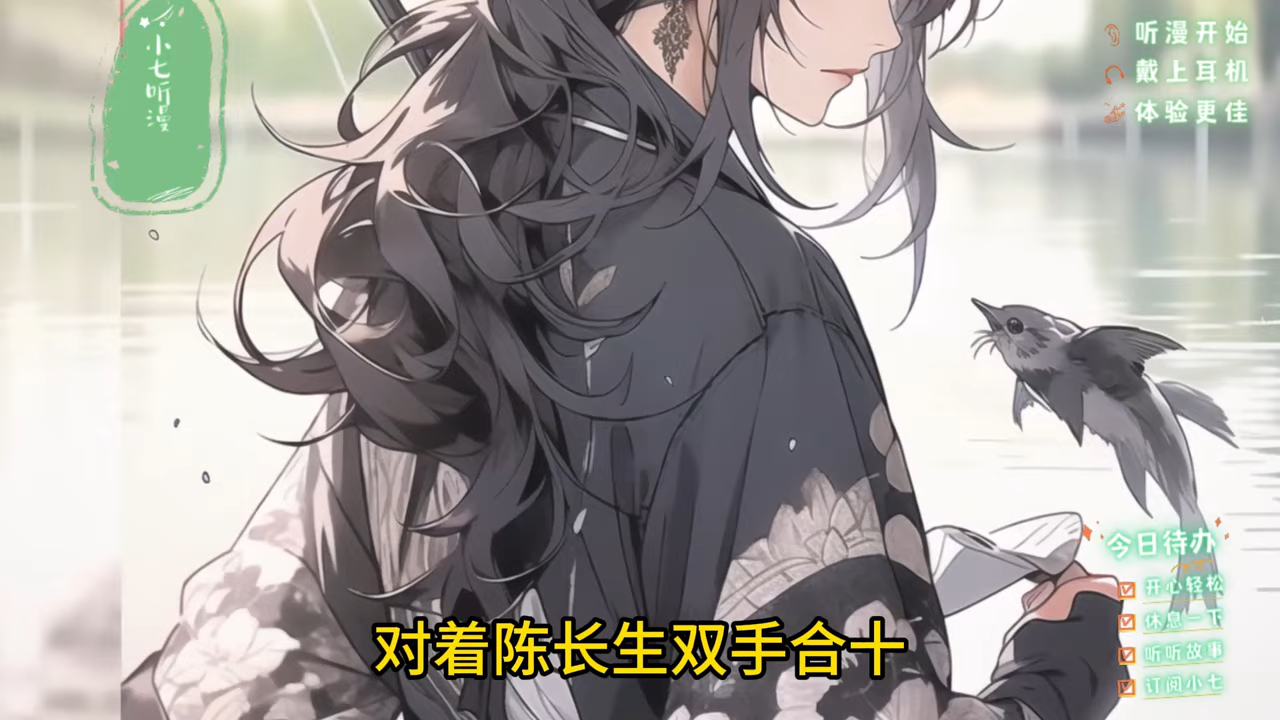 小七听漫
听漫开始
戴上耳机
体验更佳
今日待办
开心轻松
休息一下
听听故事
订阅小七
对着陈长生双手合十